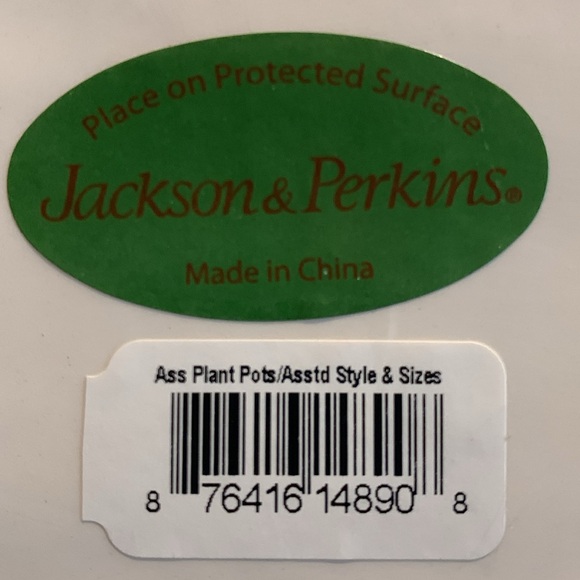 Place on Protected Surface
Jackson & Perkins®
Made in China
Ass Plant Pots/Asstd Style & Sizes
8 76416 14890 8